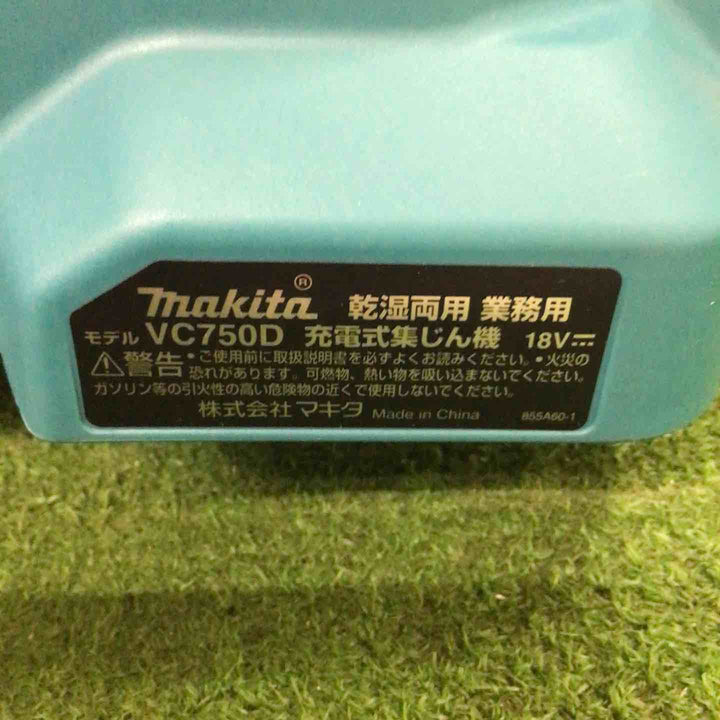 makita® 乾湿両用 業務用
モデル VC750D 充電式集じん機 18V⎓
⚠警告 •ご使用前に取扱説明書を必ずよくお読みください。•火災の
恐れがあります。可燃物、熱い物を吸い込まないでください。
ガソリン等の引火性の高い危険物の近くで使用しないでください。
株式会社 マキタ Made in China 855A60-1